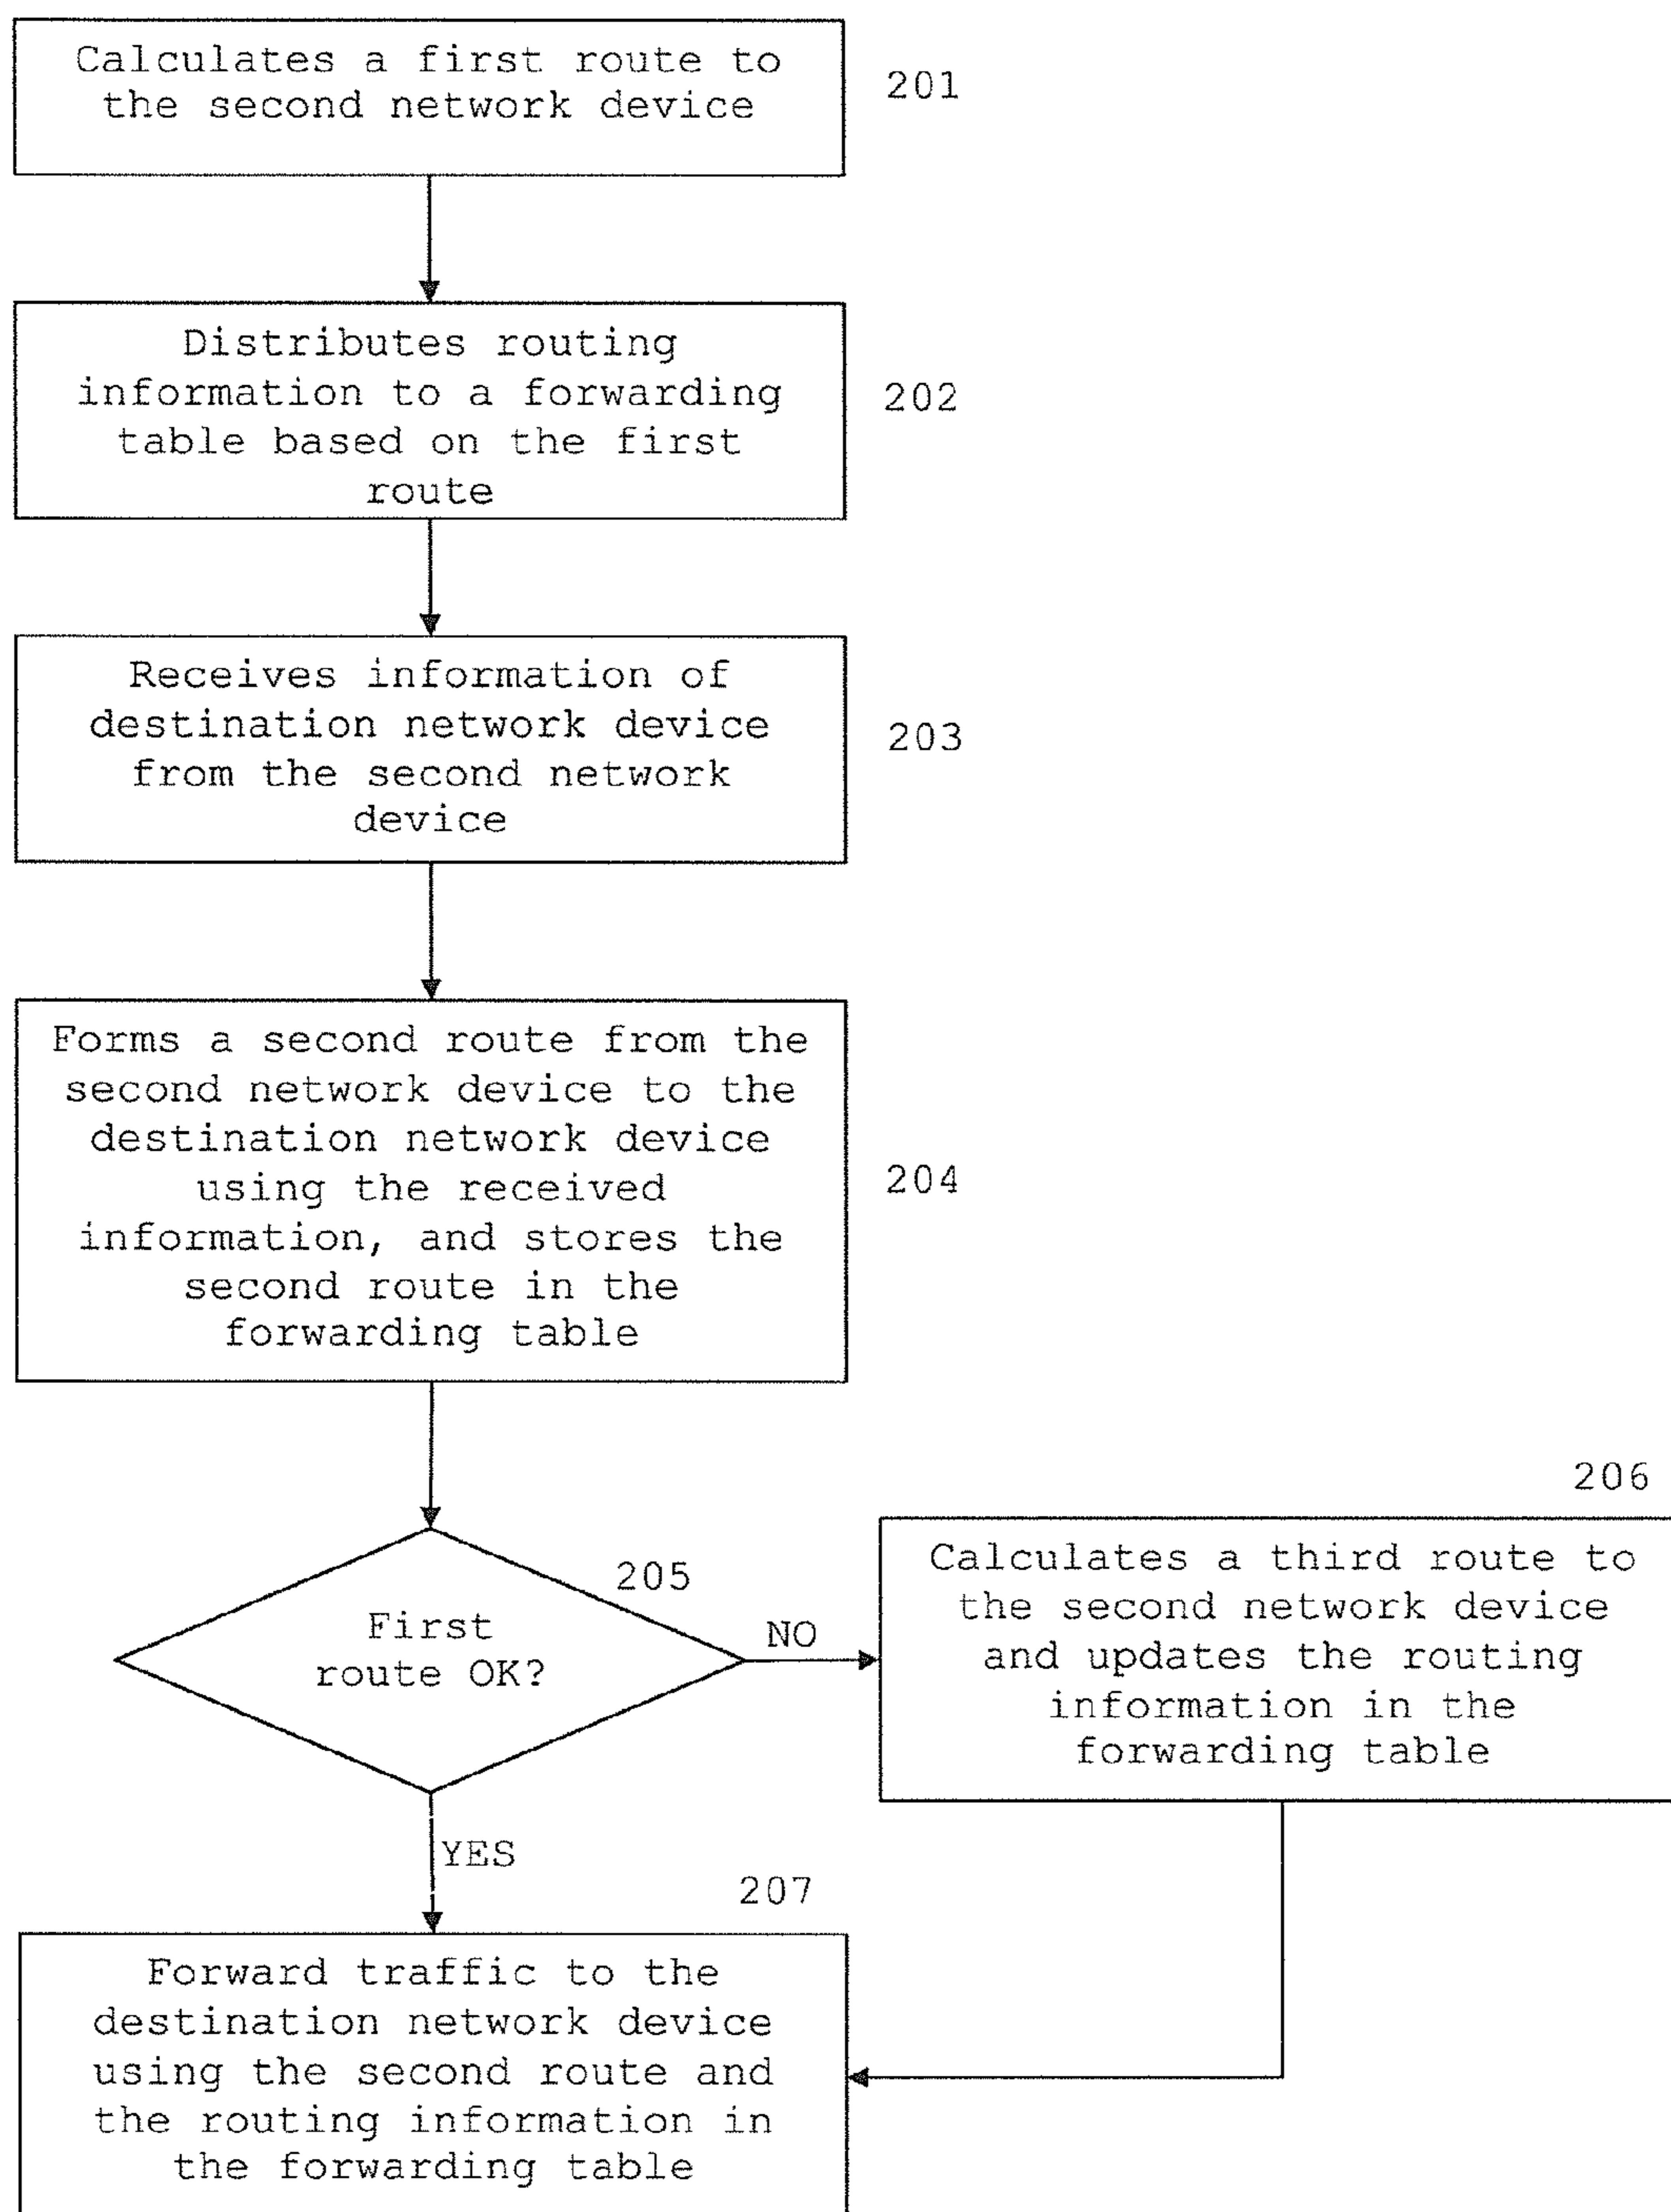 Calculates a first route to
the second network device
201
Distributes routing
information to a forwarding
table based on the first
route
202
Receives information of
destination network device
from the second network
device
203
Forms a second route from the
second network device to the
destination network device
using the received
information, and stores the
second route in the
forwarding table
204
206
205
First
route OK?
NO
Calculates a third route to
the second network device
and updates the routing
information in the
forwarding table
YES
207
Forward traffic to the
destination network device
using the second route and
the routing information in
the forwarding table